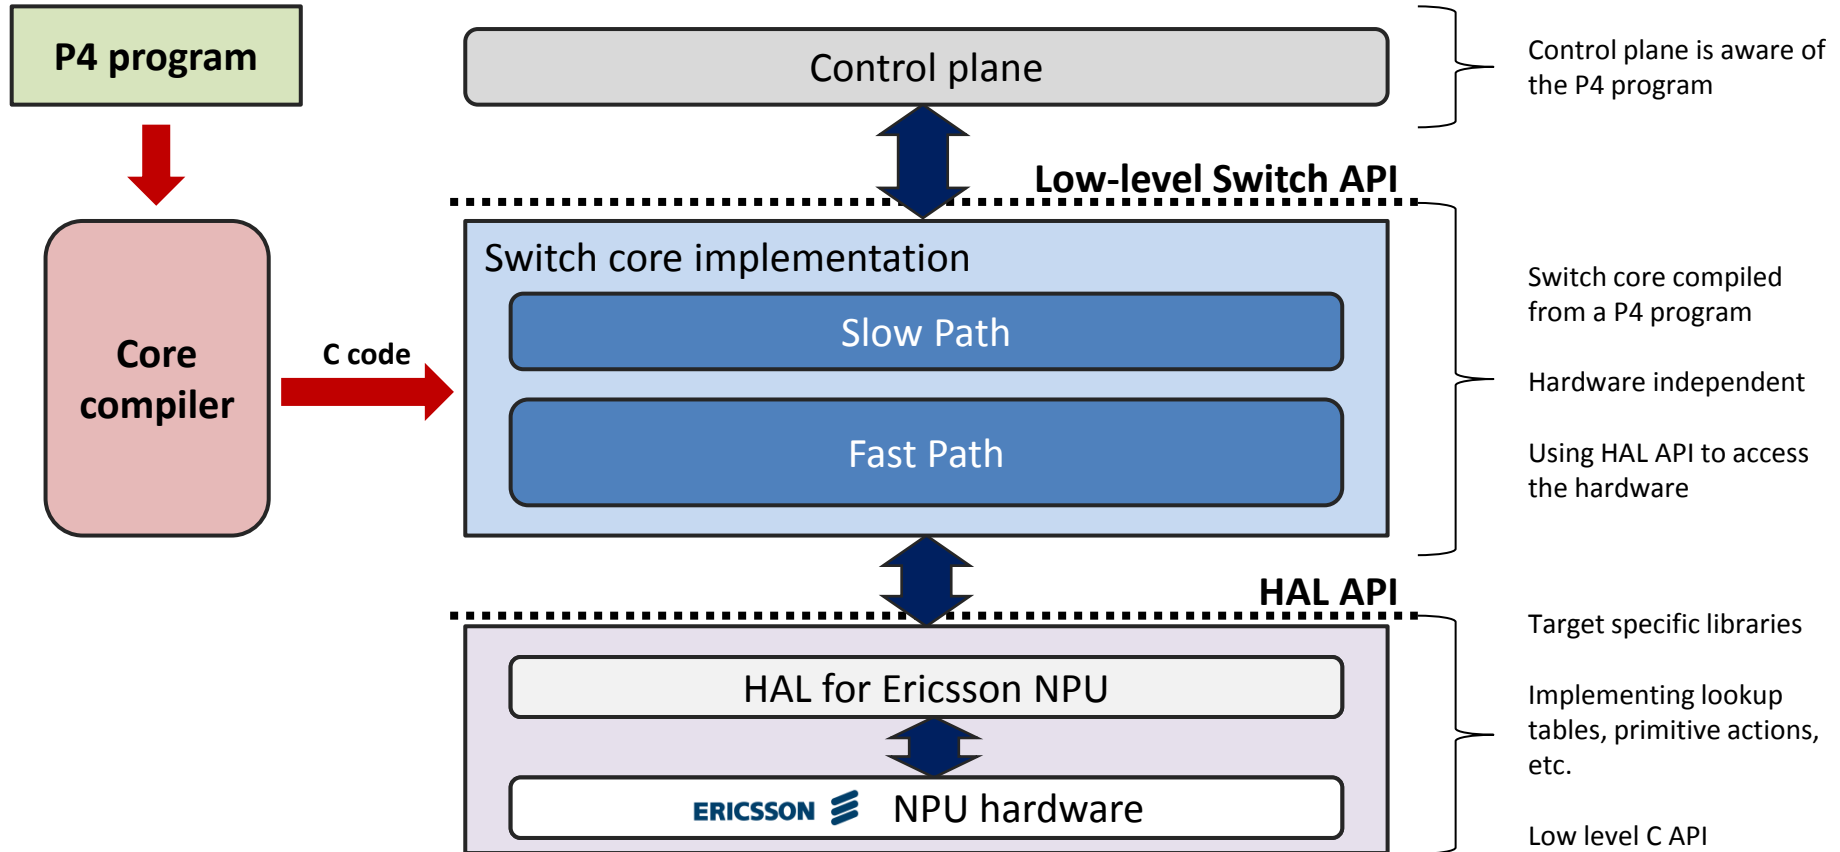 P4 program
Control plane
Control plane is aware of
the P4 program
Low-level Switch API
Core
compiler
C code
Switch core implementation
Slow Path
Fast Path
Switch core compiled
from a P4 program
Hardware independent
Using HAL API to access
the hardware
HAL API
HAL for Ericsson NPU
ERICSSON NPU hardware
Target specific libraries
Implementing lookup
tables, primitive actions,
etc.
Low level C API